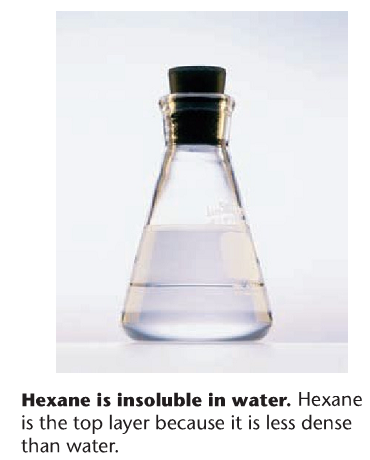 Hexane is insoluble in water. Hexane
is the top layer because it is less dense
than water.